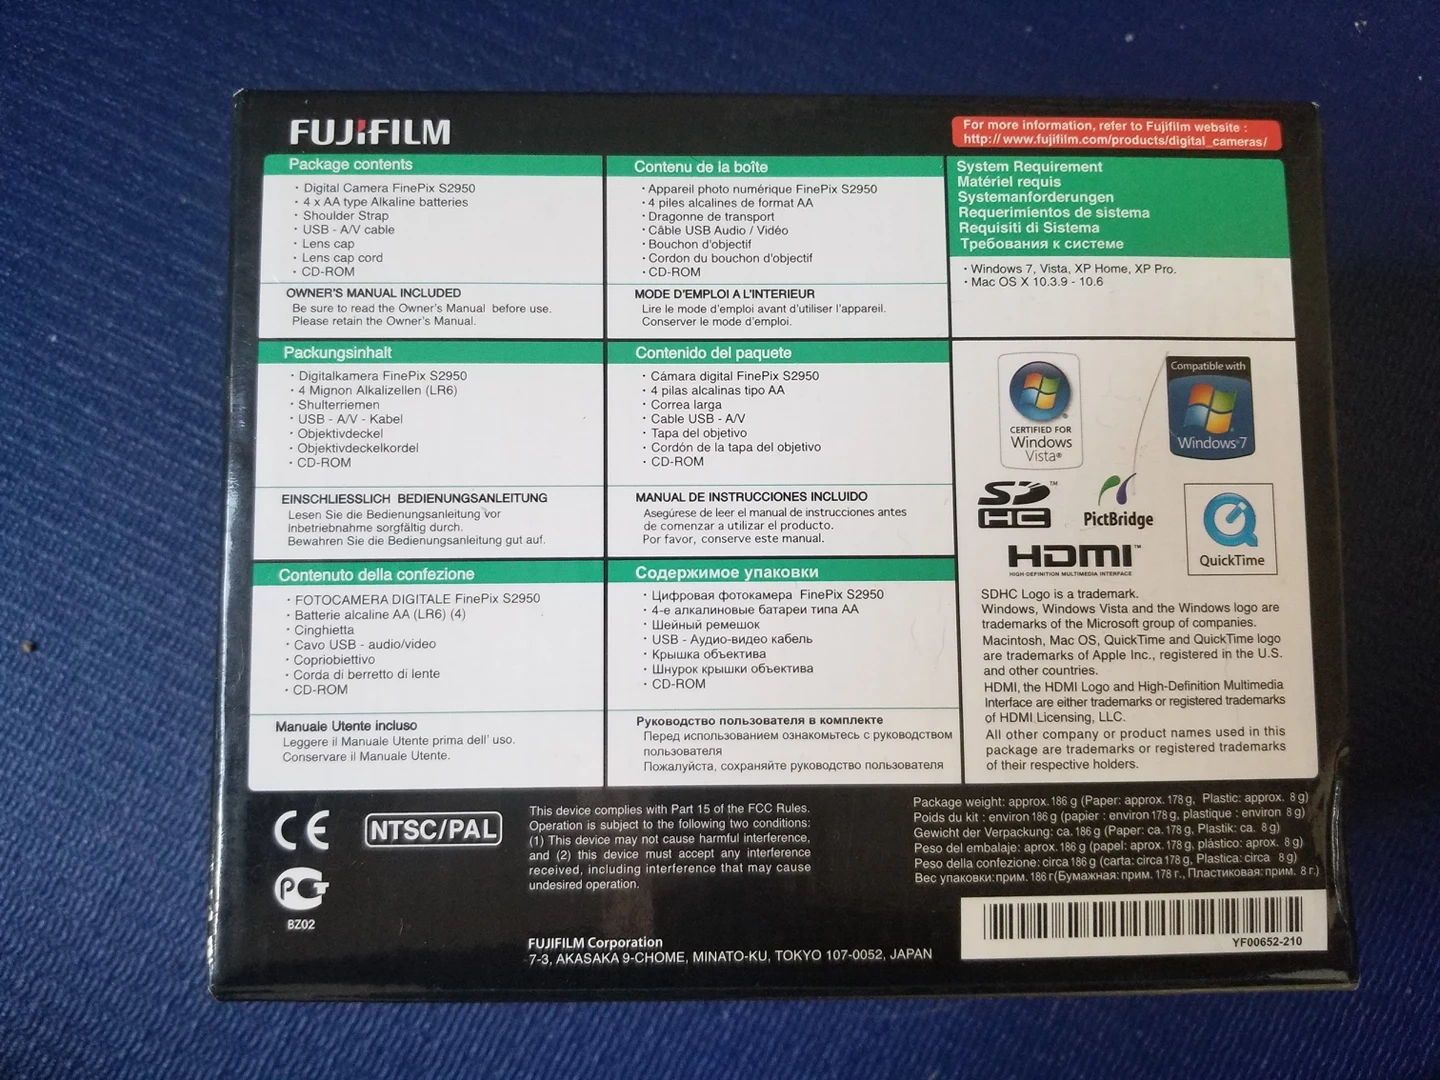 FUJIFILM
For more information, refer to Fujifilm website :
http://www.fujifilm.com/products/digital_cameras/
Package contents
· Digital Camera FinePix S2950
· 4 x AA type Alkaline batteries
· Shoulder Strap
· USB - A/V cable
· Lens cap
· Lens cap cord
· CD-ROM
OWNER'S MANUAL INCLUDED
Be sure to read the Owner's Manual before use.
Please retain the Owner's Manual.
Contenu de la boîte
· Appareil photo numérique FinePix S2950
· 4 piles alcalines de format AA
· Dragonne de transport
· Câble USB Audio / Vidéo
· Bouchon d'objectif
· Cordon du bouchon d'objectif
· CD-ROM
MODE D'EMPLOI A L'INTERIEUR
Lire le mode d'emploi avant d'utiliser l'appareil.
Conserver le mode d'emploi.
System Requirement
Matériel requis
Systemanforderungen
Requerimientos de sistema
Requisiti di Sistema
Требования к системе
· Windows 7, Vista, XP Home, XP Pro.
· Mac OS X 10.3.9 - 10.6
Packungsinhalt
· Digitalkamera FinePix S2950
· 4 Mignon Alkalizellen (LR6)
· Shulterriemen
· USB - A/V - Kabel
· Objektivdeckel
· Objektivdeckelkordel
· CD-ROM
EINSCHLIESSLICH BEDIENUNGSANLEITUNG
Lesen Sie die Bedienungsanleitung vor
Inbetriebnahme sorgfältig durch.
Bewahren Sie die Bedienungsanleitung gut auf.
Contenido del paquete
· Cámara digital FinePix S2950
· 4 pilas alcalinas tipo AA
· Correa larga
· Cable USB - A/V
· Tapa del objetivo
· Cordón de la tapa del objetivo
· CD-ROM
MANUAL DE INSTRUCCIONES INCLUIDO
Asegúrese de leer el manual de instrucciones antes
de comenzar a utilizar el producto.
Por favor, conserve este manual.
CERTIFIED FOR
Windows
Vista®
Compatible with
Windows®7
SD HC™
PictBridge
HDMI™
HIGH-DEFINITION MULTIMEDIA INTERFACE
QuickTime
Contenuto della confezione
· FOTOCAMERA DIGITALE FinePix S2950
· Batterie alcaline AA (LR6) (4)
· Cinghietta
· Cavo USB - audio/video
· Copriobiettivo
· Corda di berretto di lente
· CD-ROM
Manuale Utente incluso
Leggere il Manuale Utente prima dell' uso.
Conservare il Manuale Utente.
Содержимое упаковки
· Цифровая фотокамера FinePix S2950
· 4-е алкалиновые батареи типа АА
· Шейный ремешок
· USB - Аудио-видео кабель
· Крышка объектива
· Шнурок крышки объектива
· CD-ROM
Руководство пользователя в комплекте
Перед использованием ознакомьтесь с руководством
пользователя
Пожалуйста, сохраняйте руководство пользователя
SDHC Logo is a trademark.
Windows, Windows Vista and the Windows logo are
trademarks of the Microsoft group of companies.
Macintosh, Mac OS, QuickTime and QuickTime logo
are trademarks of Apple Inc., registered in the U.S.
and other countries.
HDMI, the HDMI Logo and High-Definition Multimedia
Interface are either trademarks or registered trademarks
of HDMI Licensing, LLC.
All other company or product names used in this
package are trademarks or registered trademarks
of their respective holders.
CE
NTSC/PAL
РСТ
BZ02
This device complies with Part 15 of the FCC Rules.
Operation is subject to the following two conditions:
(1) This device may not cause harmful interference,
and (2) this device must accept any interference
received, including interference that may cause
undesired operation.
FUJIFILM Corporation
7-3, AKASAKA 9-CHOME, MINATO-KU, TOKYO 107-0052, JAPAN
Package weight: approx. 186 g (Paper: approx. 178 g, Plastic: approx. 8 g)
Poids du kit : environ 186 g (papier : environ 178 g, plastique : environ 8 g)
Gewicht der Verpackung: ca. 186 g (Paper: ca. 178 g, Plastik: ca. 8 g)
Peso del embalaje: aprox. 186 g (papel: aprox. 178 g, plástico: aprox. 8 g)
Peso della confezione: circa 186 g (carta: circa 178 g, Plastica: circa 8 g)
Вес упаковки:прим. 186 г(Бумажная: прим. 178 г., Пластиковая: прим. 8 г.)
YF00652-210